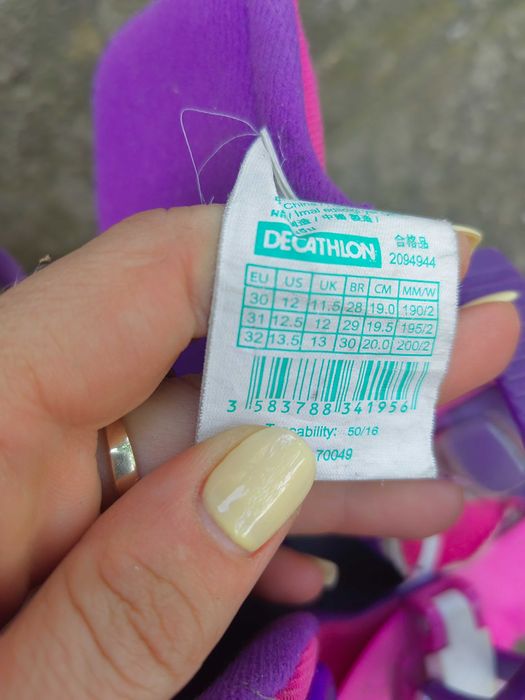 China
DECATHLON 合格品
2094944
EU US UK BR CM MM/W
30 12 11.5 28 19.0 190/2
31 12.5 12 29 19.5 195/2
32 13.5 13 30 20.0 200/2
3 583788 341956
50/16
70049